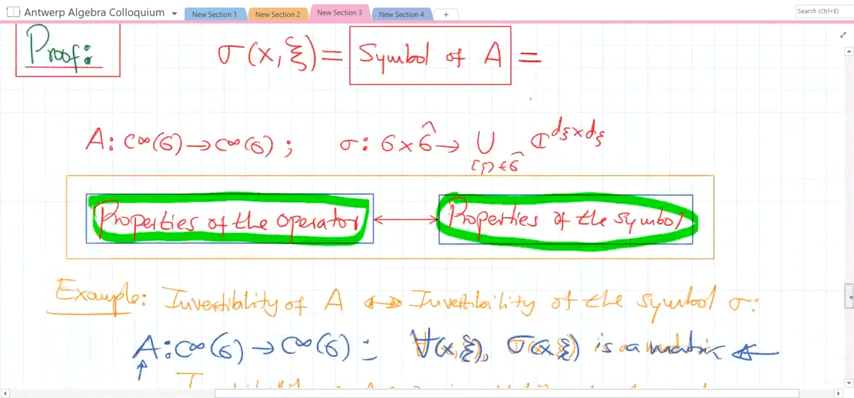 Antwerp Algebra Colloquium New Section 1 New Section 2 New Section 3 New Section 4 + Search (Ctrl+E)
Proof: σ(x, ξ) = Symbol of A =
A: C∞(G) → C∞(G) ; σ: G × Ĝ → ∪ ℂ^{dξ×dξ}
[ξ] ∈ Ĝ
Properties of the operator ↔ Properties of the symbol
Example: Invertibility of A ↔ Invertibility of the symbol σ:
A: C∞(G) → C∞(G) : ∀(x,ξ), σ(x,ξ) is a matrix ←